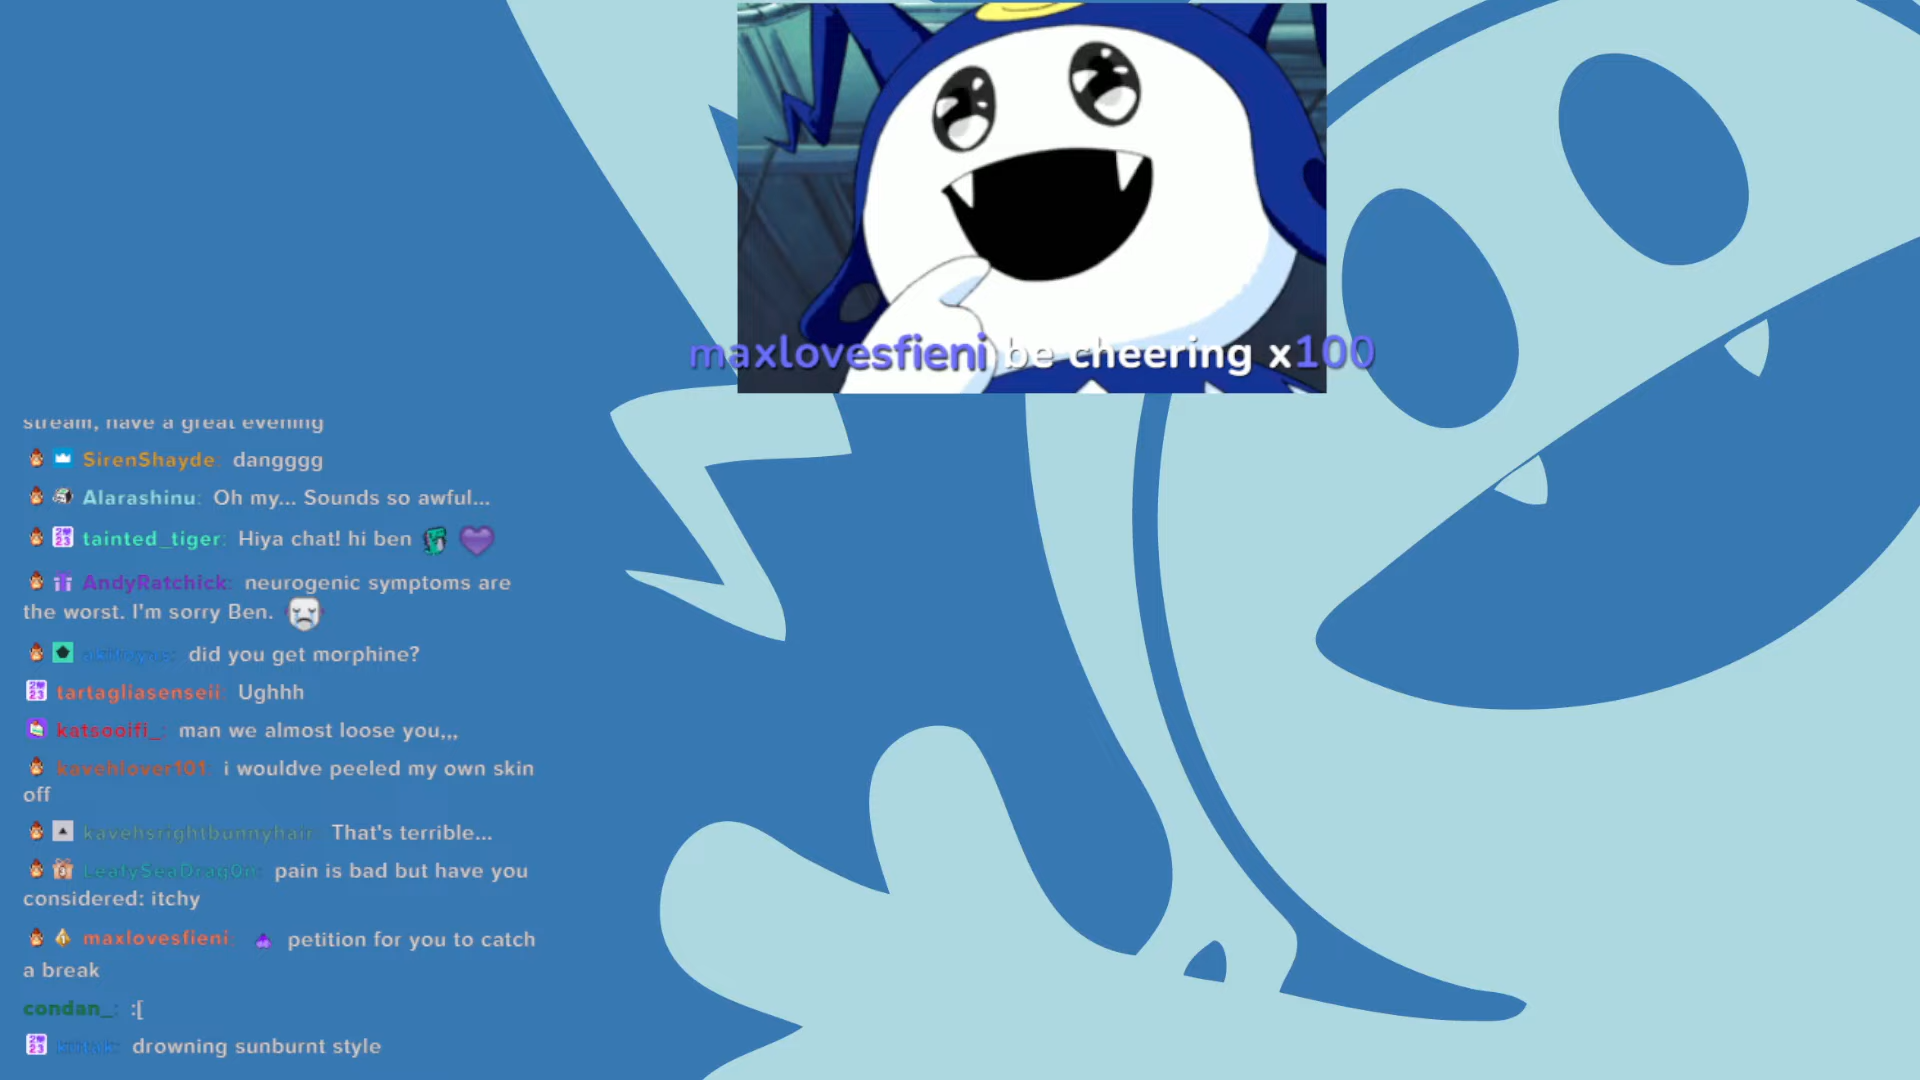 maxlovesfieni be cheering x100
stream, have a great evening
SirenShayde: dangggg
Alarashinu: Oh my... Sounds so awful...
tainted_tiger: Hiya chat! hi ben
AndyRatchick: neurogenic symptoms are
the worst. I'm sorry Ben.
did you get morphine?
tartagliasenseii: Ughhh
katsooifi_: man we almost loose you,,,
kavehlover101: i wouldve peeled my own skin
off
kavehsrightbunnyhair: That's terrible...
LeafySeaDrag0n: pain is bad but have you
considered: itchy
maxlovesfieni: petition for you to catch
a break
condan_: :[
drowning sunburnt style